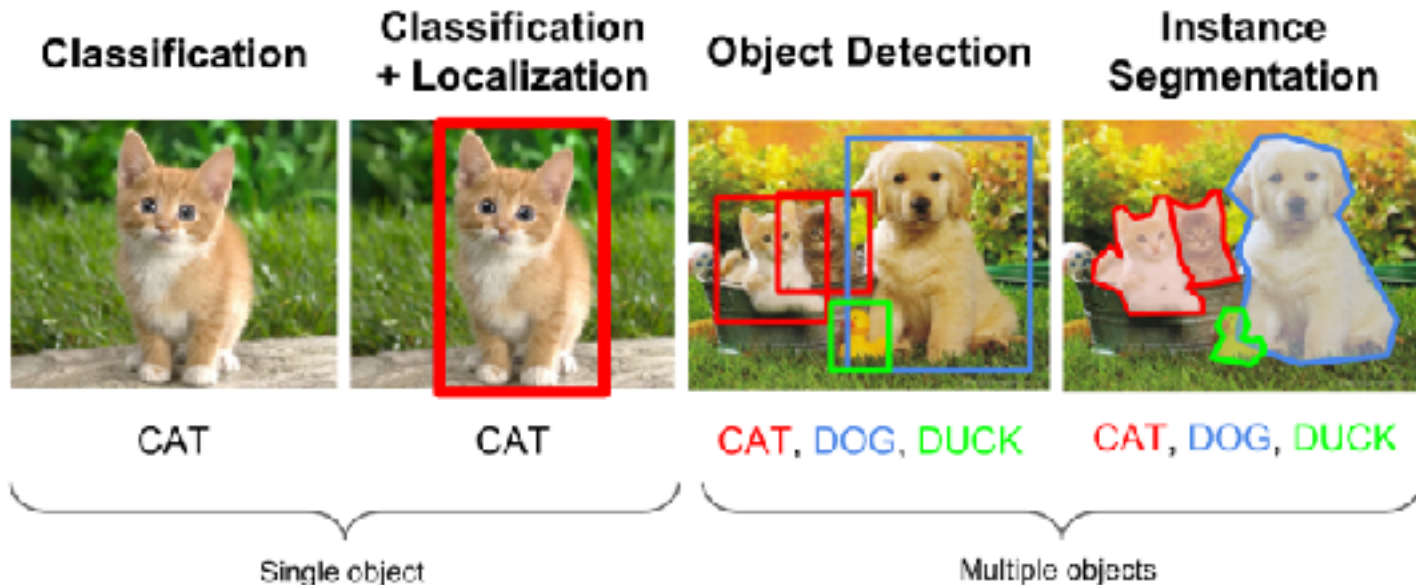 Classification
Classification
+ Localization
Object Detection
Instance
Segmentation
CAT
CAT
CAT, DOG, DUCK
CAT, DOG, DUCK
Single object
Multiple objects